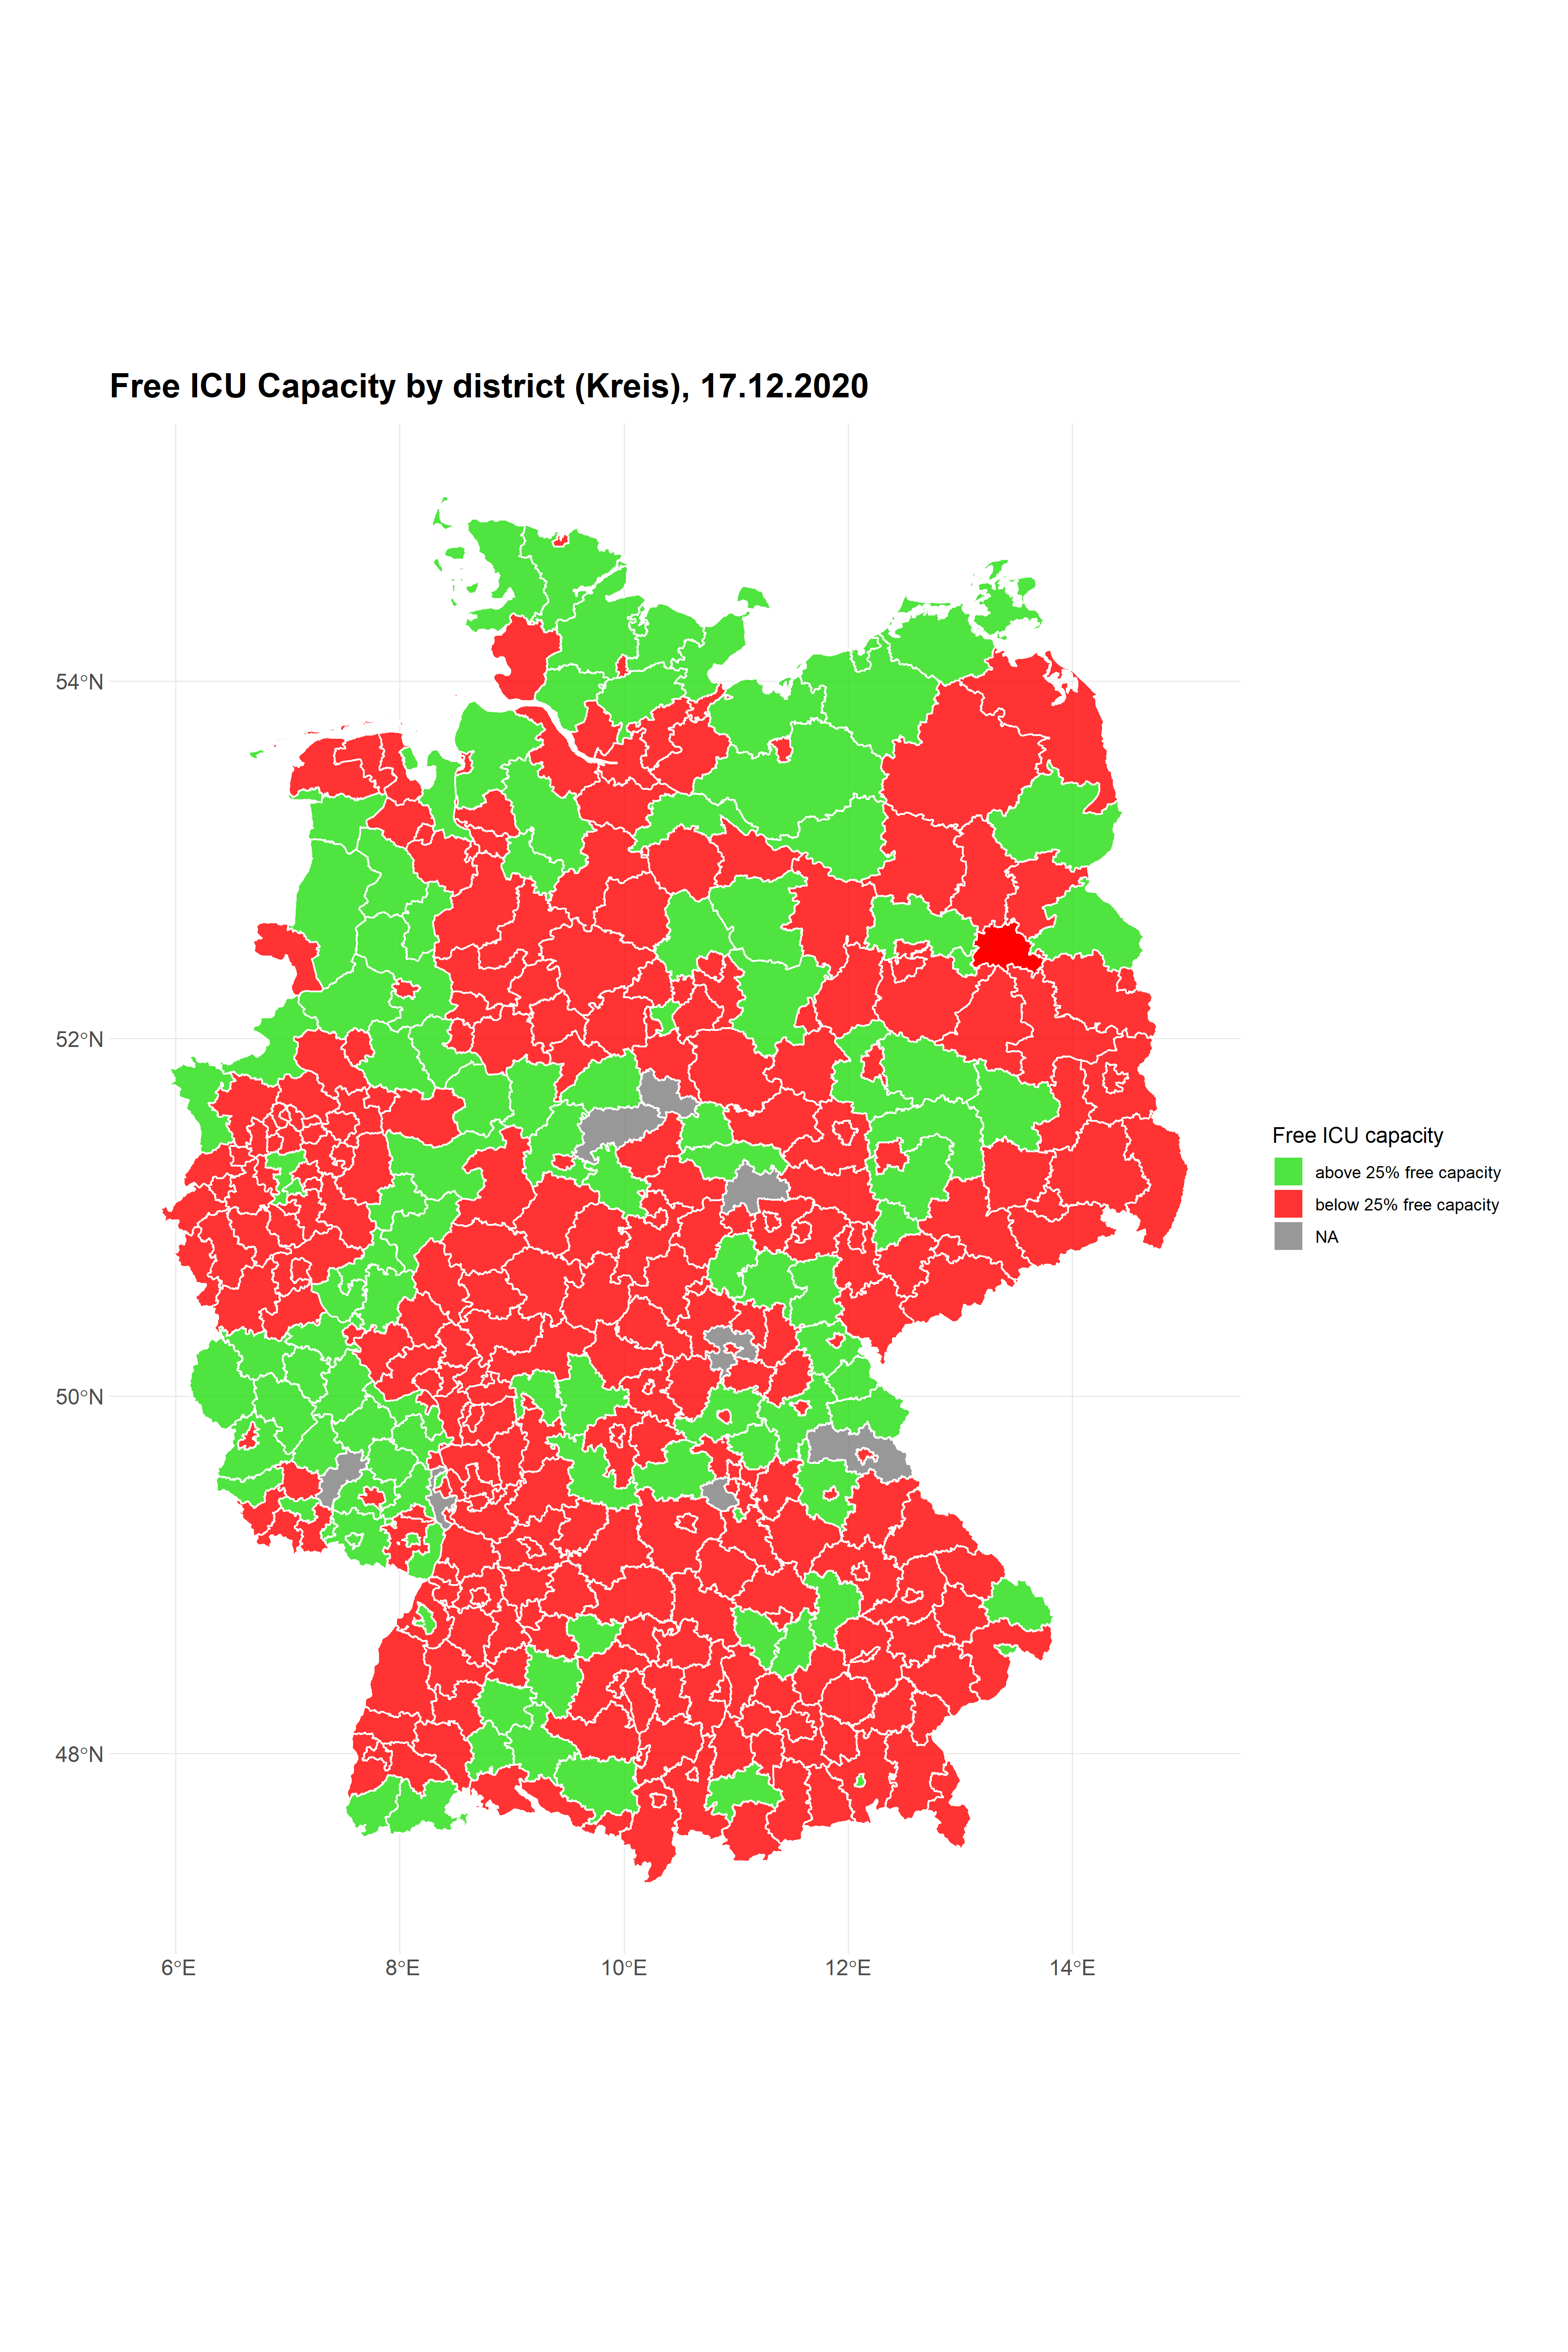 Free ICU Capacity by district (Kreis), 17.12.2020
54°N
52°N
50°N
48°N
6°E
8°E
10°E
12°E
14°E
Free ICU capacity
above 25% free capacity
below 25% free capacity
NA